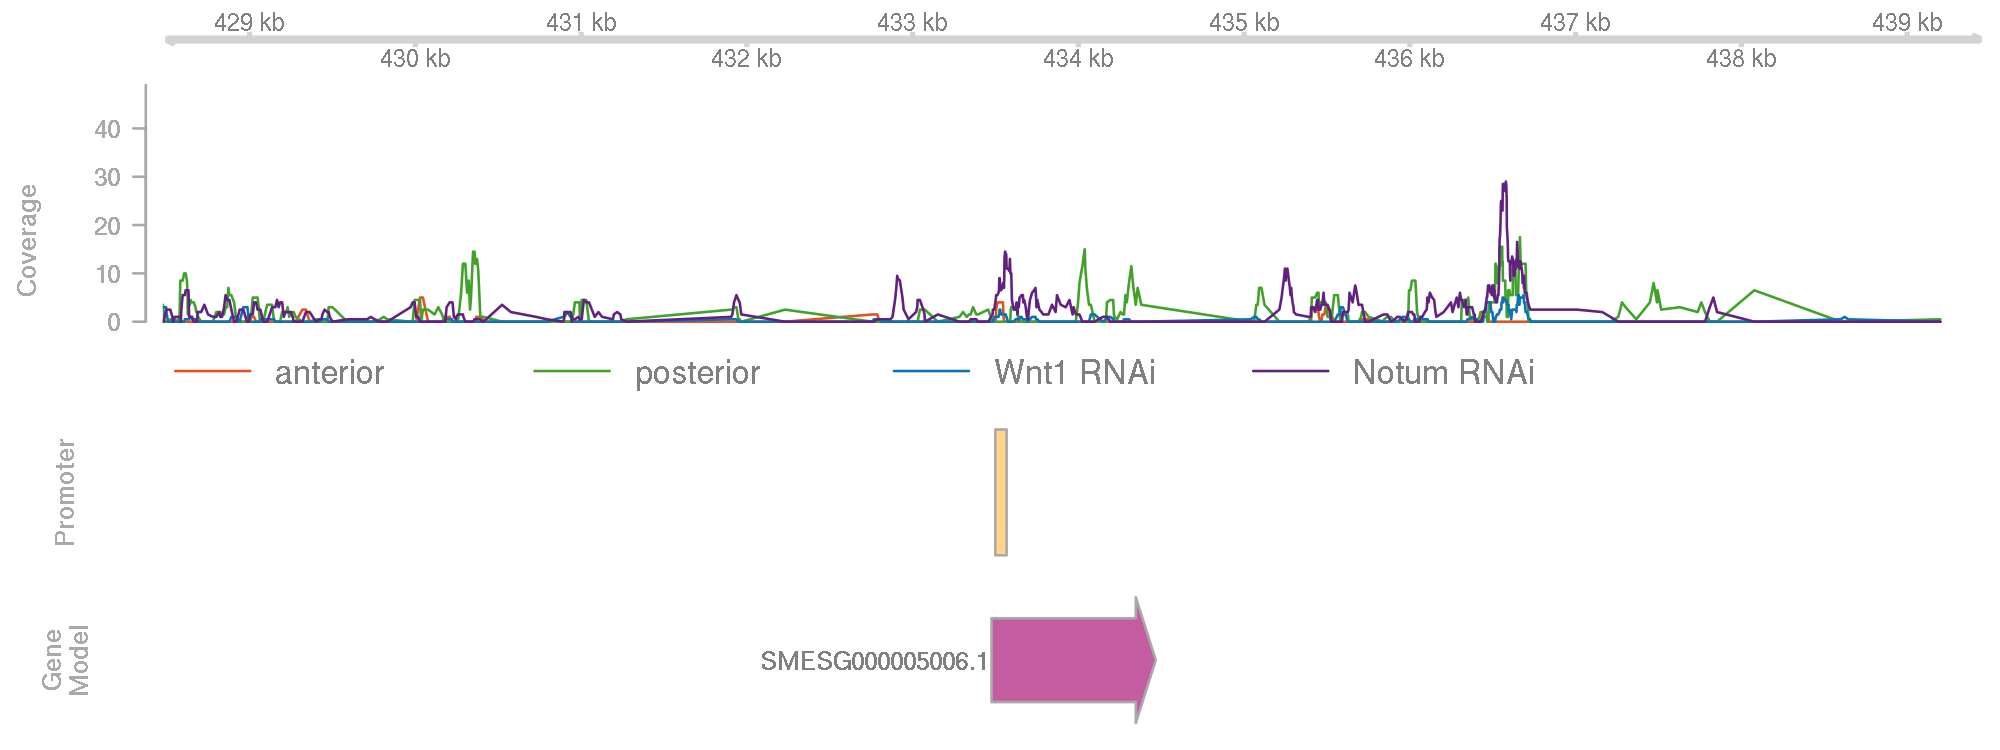 429 kb 431 kb 433 kb 435 kb 437 kb 439 kb
430 kb 432 kb 434 kb 436 kb 438 kb
Coverage
40
30
20
10
0
anterior posterior Wnt1 RNAi Notum RNAi
Promoter
Gene
Model
SMESG000005006.1